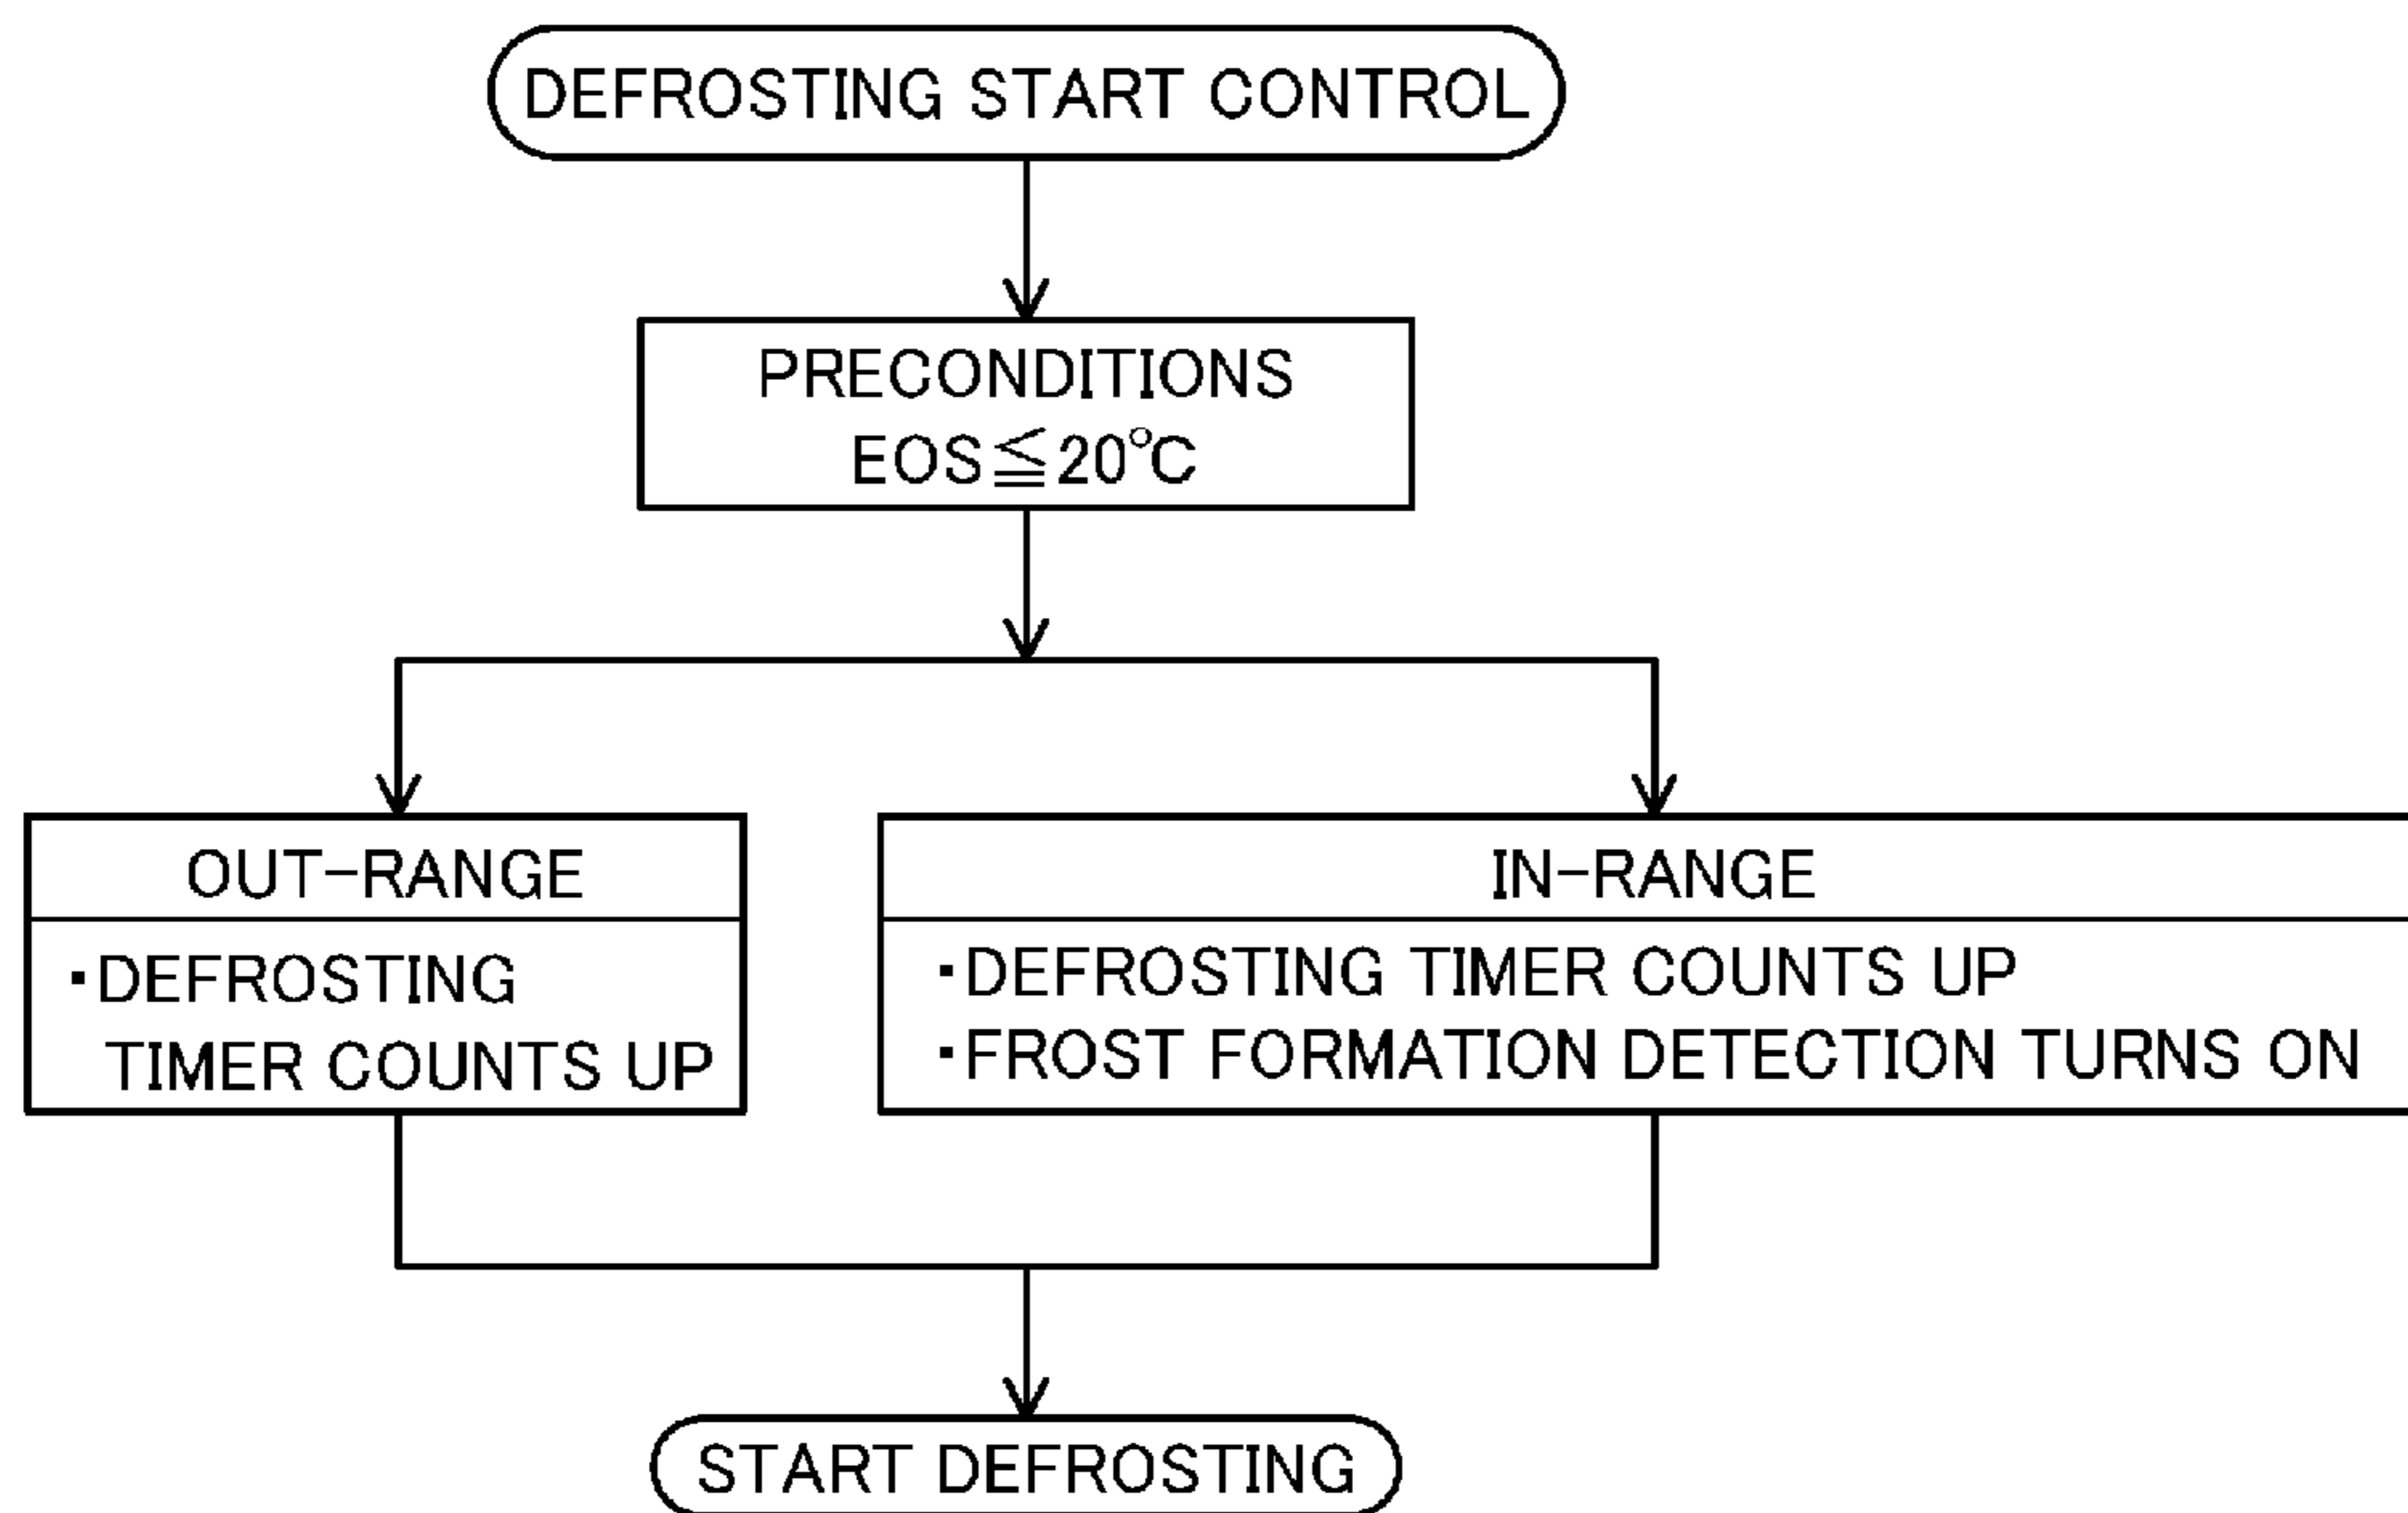 DEFROSTING START CONTROL
PRECONDITIONS
EOS≦20°C
OUT-RANGE
・DEFROSTING
TIMER COUNTS UP
IN-RANGE
・DEFROSTING TIMER COUNTS UP
・FROST FORMATION DETECTION TURNS ON
START DEFROSTING